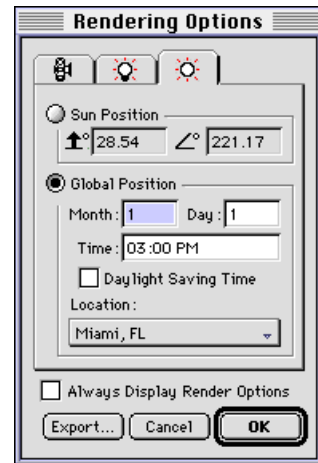 Rendering Options
Sun Position
° 28.54 ° 221.17
Global Position
Month: 1 Day: 1
Time: 03:00 PM
Daylight Saving Time
Location:
Miami, FL
Always Display Render Options
Export... Cancel OK